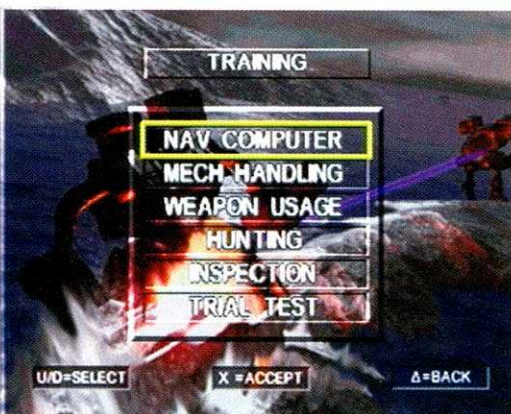 TRAINING
NAV COMPUTER
MECH HANDLING
WEAPON USAGE
HUNTING
INSPECTION
TRIAL TEST
U/D=SELECT X =ACCEPT Δ=BACK